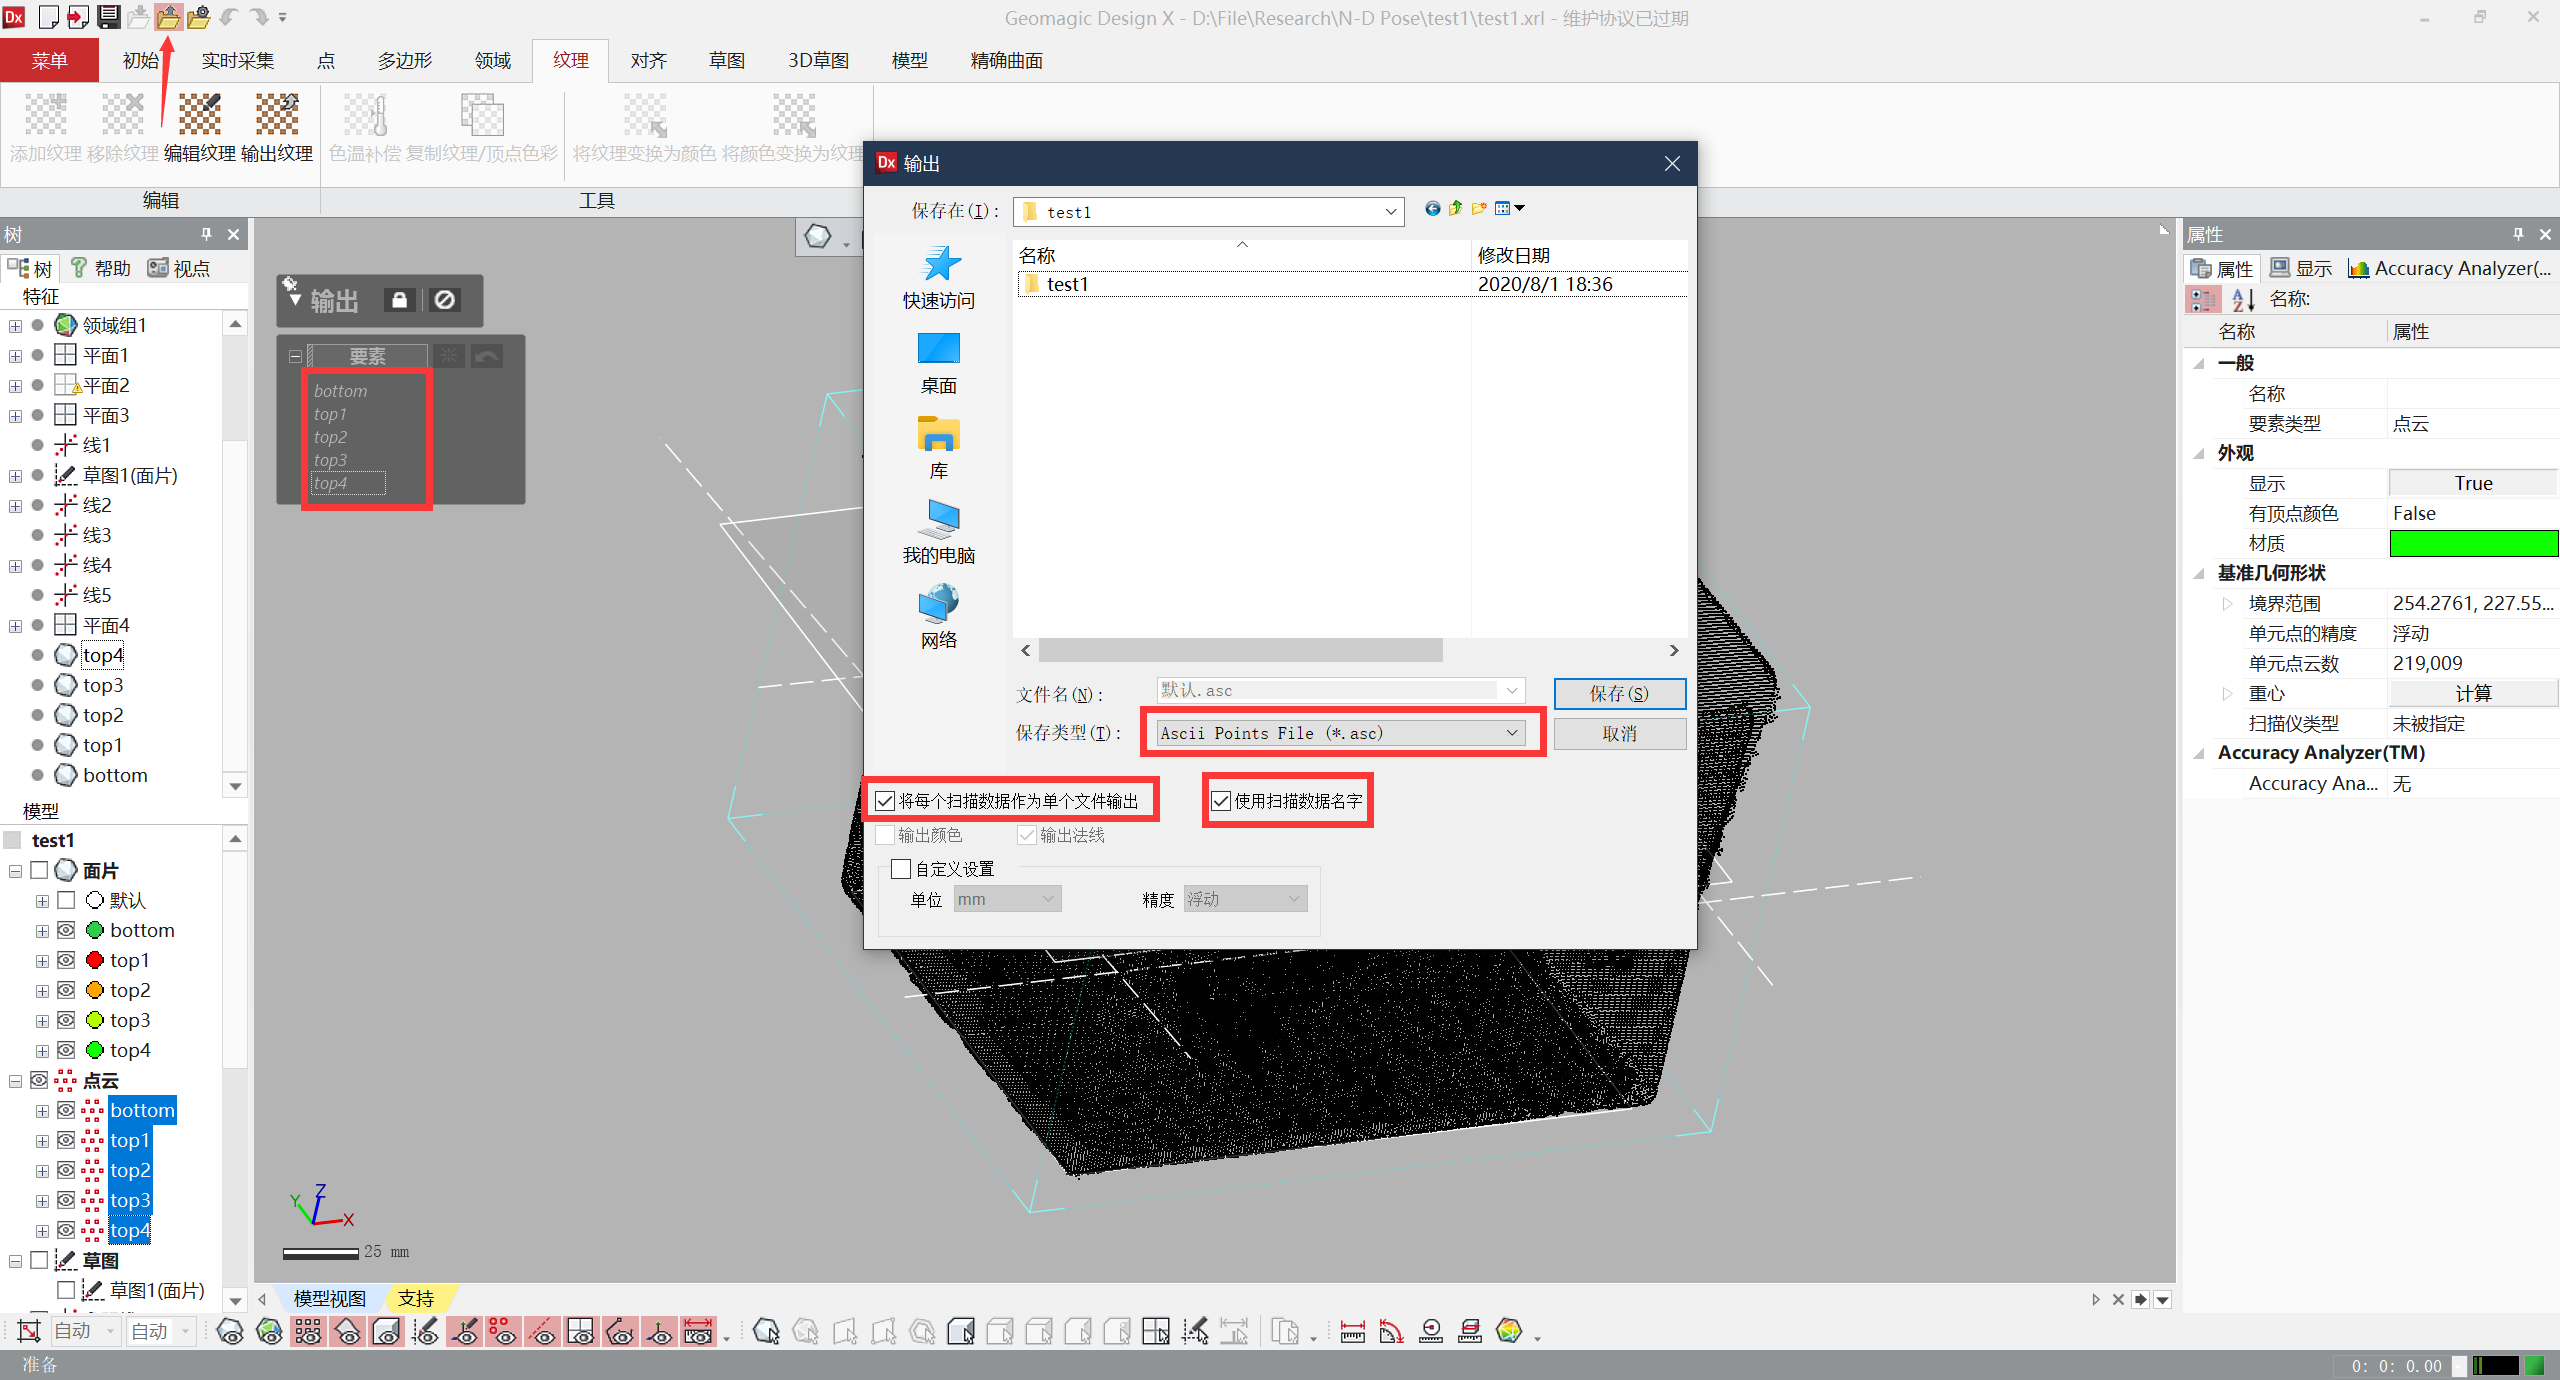 Dx
Geomagic Design X - D:\File\Research\N-D Pose\test1\test1.xrl - 维护协议已过期
菜单 初始 实时采集 点 多边形 领域 纹理 对齐 草图 3D草图 模型 精确曲面
添加纹理 移除纹理 编辑纹理 输出纹理 色温补偿 复制纹理/顶点色彩 将纹理变换为颜色 将颜色变换为纹理
编辑 工具
树
树 帮助 视点
特征
领域组1
平面1
平面2
平面3
线1
草图1(面片)
线2
线3
线4
线5
平面4
top4
top3
top2
top1
bottom
模型
test1
面片
默认
bottom
top1
top2
top3
top4
点云
bottom
top1
top2
top3
top4
草图
草图1(面片)
输出
要素
bottom
top1
top2
top3
top4
Dx 输出
保存在(I): test1
名称 修改日期
test1 2020/8/1 18:36
快速访问
桌面
库
我的电脑
网络
文件名(N): 默认.asc 保存(S)
保存类型(T): Ascii Points File (*.asc) 取消
将每个扫描数据作为单个文件输出 使用扫描数据名字
输出颜色 输出法线
自定义设置
单位 mm 精度 浮动
Z
Y
X
25 mm
模型视图 支持
属性
属性 显示 Accuracy Analyzer(...
名称:
名称 属性
一般
名称
要素类型 点云
外观
显示 True
有顶点颜色 False
材质
基准几何形状
境界范围 254.2761, 227.55...
单元点的精度 浮动
单元点云数 219,009
重心 计算
扫描仪类型 未被指定
Accuracy Analyzer(TM)
Accuracy Ana... 无
自动 自动
准备 0: 0: 0.00